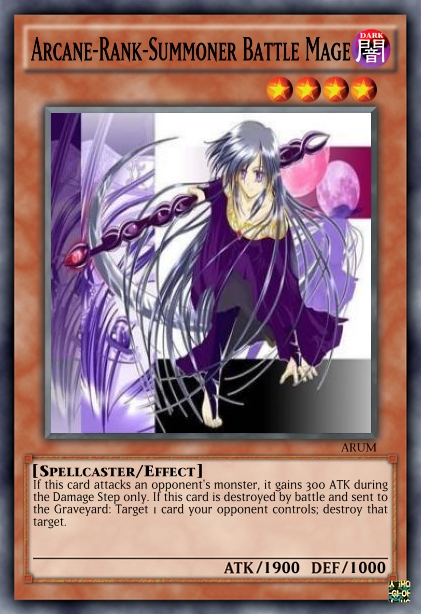 Arcane-Rank-Summoner Battle Mage
DARK
闇
ARUM
[Spellcaster/Effect]
If this card attacks an opponent's monster, it gains 300 ATK during
the Damage Step only. If this card is destroyed by battle and sent to
the Graveyard: Target 1 card your opponent controls; destroy that
target.
ATK/1900 DEF/1000